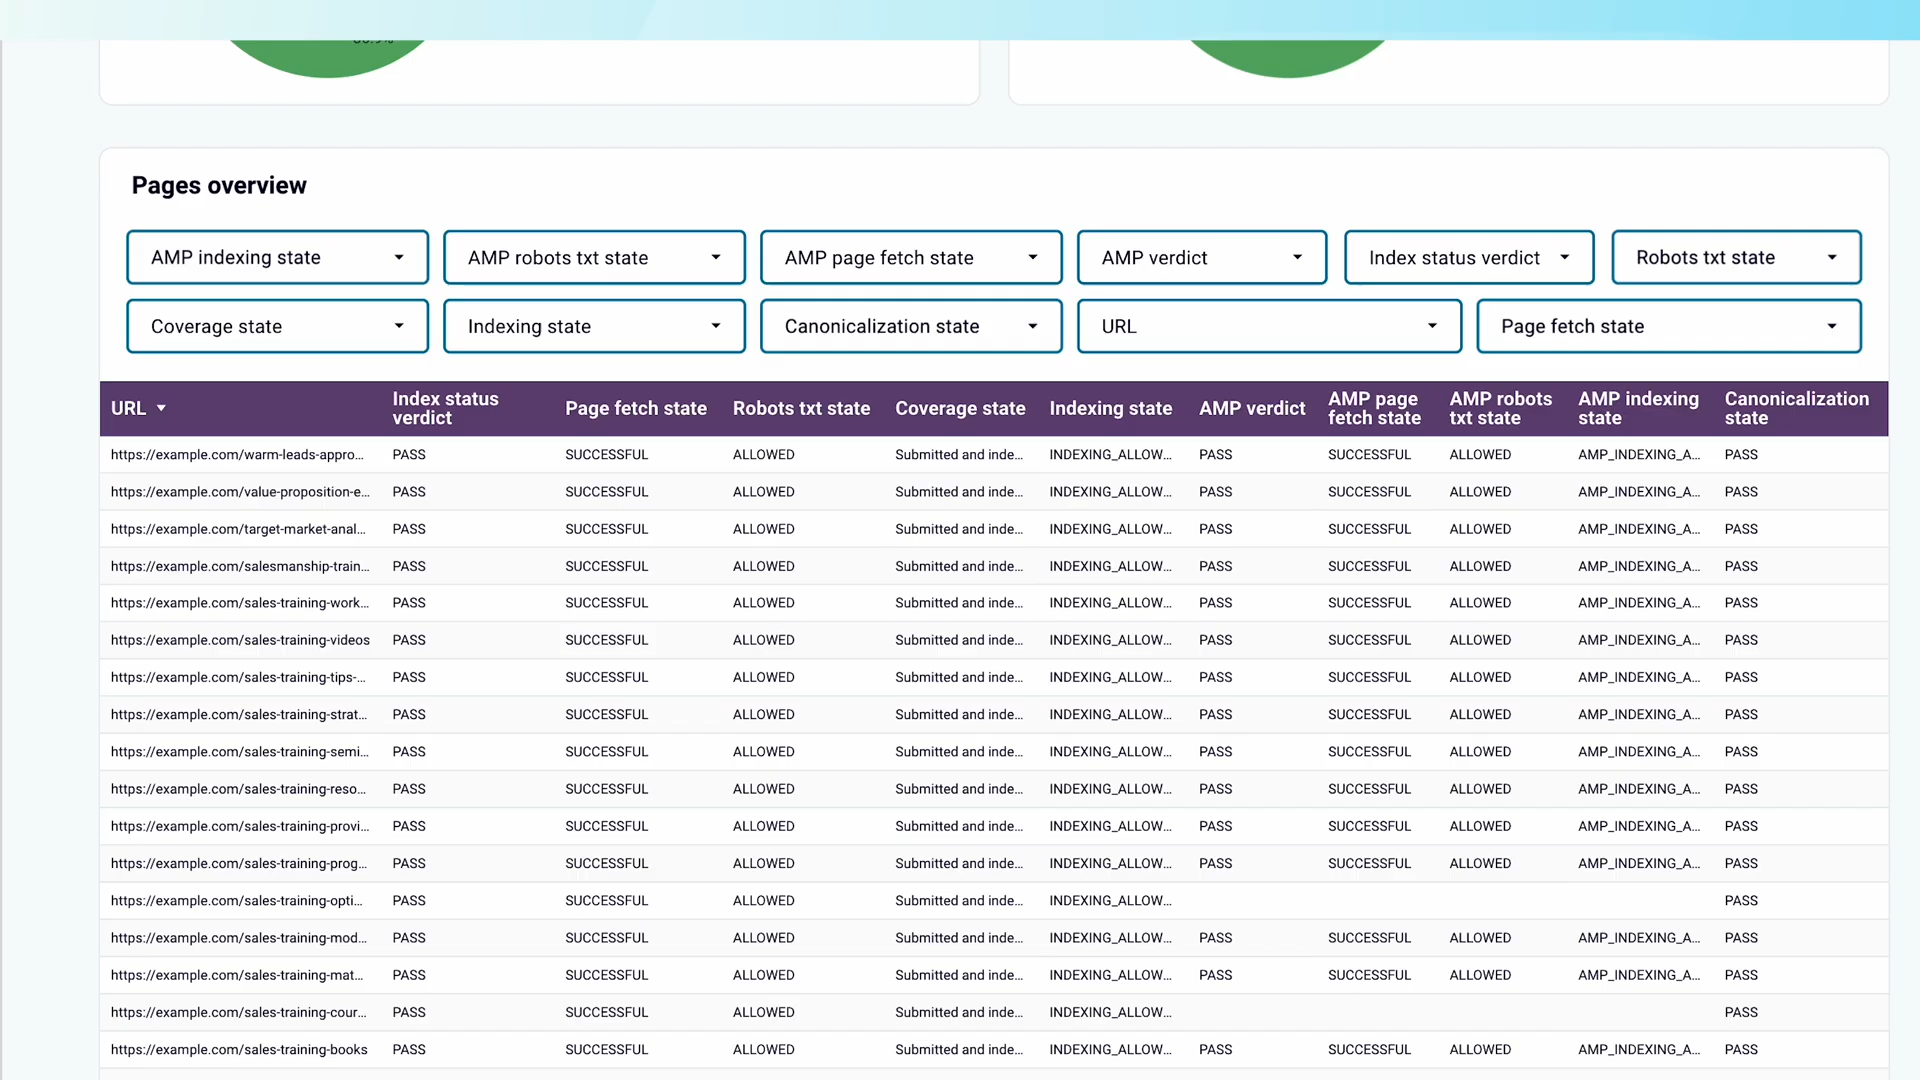 Pages overview
AMP indexing state AMP robots txt state AMP page fetch state AMP verdict Index status verdict Robots txt state
Coverage state Indexing state Canonicalization state URL Page fetch state
URL Index status verdict Page fetch state Robots txt state Coverage state Indexing state AMP verdict AMP page fetch state AMP robots txt state AMP indexing state Canonicalization state
https://example.com/warm-leads-appro... PASS SUCCESSFUL ALLOWED Submitted and inde... INDEXING_ALLOW... PASS SUCCESSFUL ALLOWED AMP_INDEXING_A... PASS
https://example.com/value-proposition-e... PASS SUCCESSFUL ALLOWED Submitted and inde... INDEXING_ALLOW... PASS SUCCESSFUL ALLOWED AMP_INDEXING_A... PASS
https://example.com/target-market-anal... PASS SUCCESSFUL ALLOWED Submitted and inde... INDEXING_ALLOW... PASS SUCCESSFUL ALLOWED AMP_INDEXING_A... PASS
https://example.com/salesmanship-train... PASS SUCCESSFUL ALLOWED Submitted and inde... INDEXING_ALLOW... PASS SUCCESSFUL ALLOWED AMP_INDEXING_A... PASS
https://example.com/sales-training-work... PASS SUCCESSFUL ALLOWED Submitted and inde... INDEXING_ALLOW... PASS SUCCESSFUL ALLOWED AMP_INDEXING_A... PASS
https://example.com/sales-training-videos PASS SUCCESSFUL ALLOWED Submitted and inde... INDEXING_ALLOW... PASS SUCCESSFUL ALLOWED AMP_INDEXING_A... PASS
https://example.com/sales-training-tips-... PASS SUCCESSFUL ALLOWED Submitted and inde... INDEXING_ALLOW... PASS SUCCESSFUL ALLOWED AMP_INDEXING_A... PASS
https://example.com/sales-training-strat... PASS SUCCESSFUL ALLOWED Submitted and inde... INDEXING_ALLOW... PASS SUCCESSFUL ALLOWED AMP_INDEXING_A... PASS
https://example.com/sales-training-semi... PASS SUCCESSFUL ALLOWED Submitted and inde... INDEXING_ALLOW... PASS SUCCESSFUL ALLOWED AMP_INDEXING_A... PASS
https://example.com/sales-training-reso... PASS SUCCESSFUL ALLOWED Submitted and inde... INDEXING_ALLOW... PASS SUCCESSFUL ALLOWED AMP_INDEXING_A... PASS
https://example.com/sales-training-provi... PASS SUCCESSFUL ALLOWED Submitted and inde... INDEXING_ALLOW... PASS SUCCESSFUL ALLOWED AMP_INDEXING_A... PASS
https://example.com/sales-training-prog... PASS SUCCESSFUL ALLOWED Submitted and inde... INDEXING_ALLOW... PASS SUCCESSFUL ALLOWED AMP_INDEXING_A... PASS
https://example.com/sales-training-opti... PASS SUCCESSFUL ALLOWED Submitted and inde... INDEXING_ALLOW... PASS
https://example.com/sales-training-mod... PASS SUCCESSFUL ALLOWED Submitted and inde... INDEXING_ALLOW... PASS SUCCESSFUL ALLOWED AMP_INDEXING_A... PASS
https://example.com/sales-training-mat... PASS SUCCESSFUL ALLOWED Submitted and inde... INDEXING_ALLOW... PASS SUCCESSFUL ALLOWED AMP_INDEXING_A... PASS
https://example.com/sales-training-cour... PASS SUCCESSFUL ALLOWED Submitted and inde... INDEXING_ALLOW... PASS
https://example.com/sales-training-books PASS SUCCESSFUL ALLOWED Submitted and inde... INDEXING_ALLOW... PASS SUCCESSFUL ALLOWED AMP_INDEXING_A... PASS